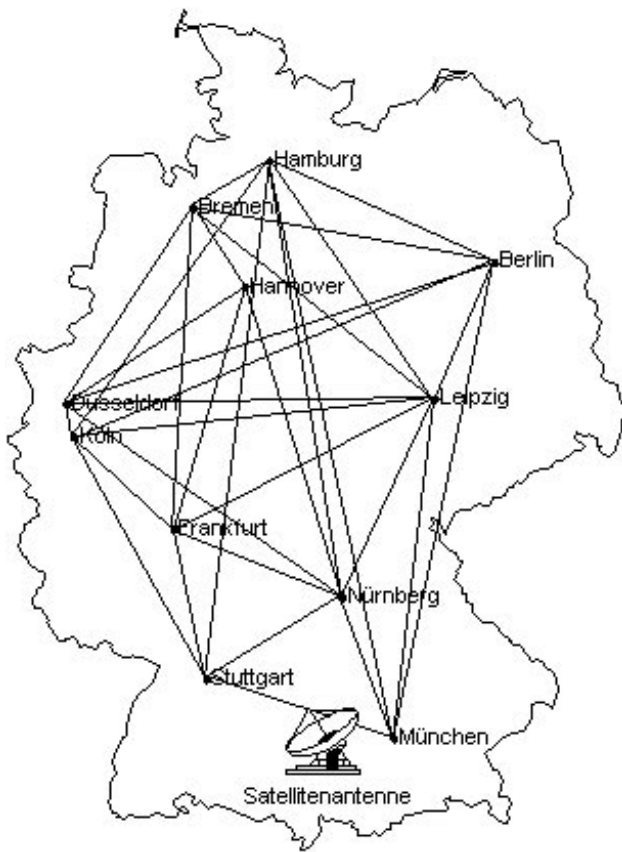 Hamburg
Bremen
Berlin
Hannover
Düsseldorf
Leipzig
Köln
Frankfurt
Nürnberg
Stuttgart
München
Satellitenantenne